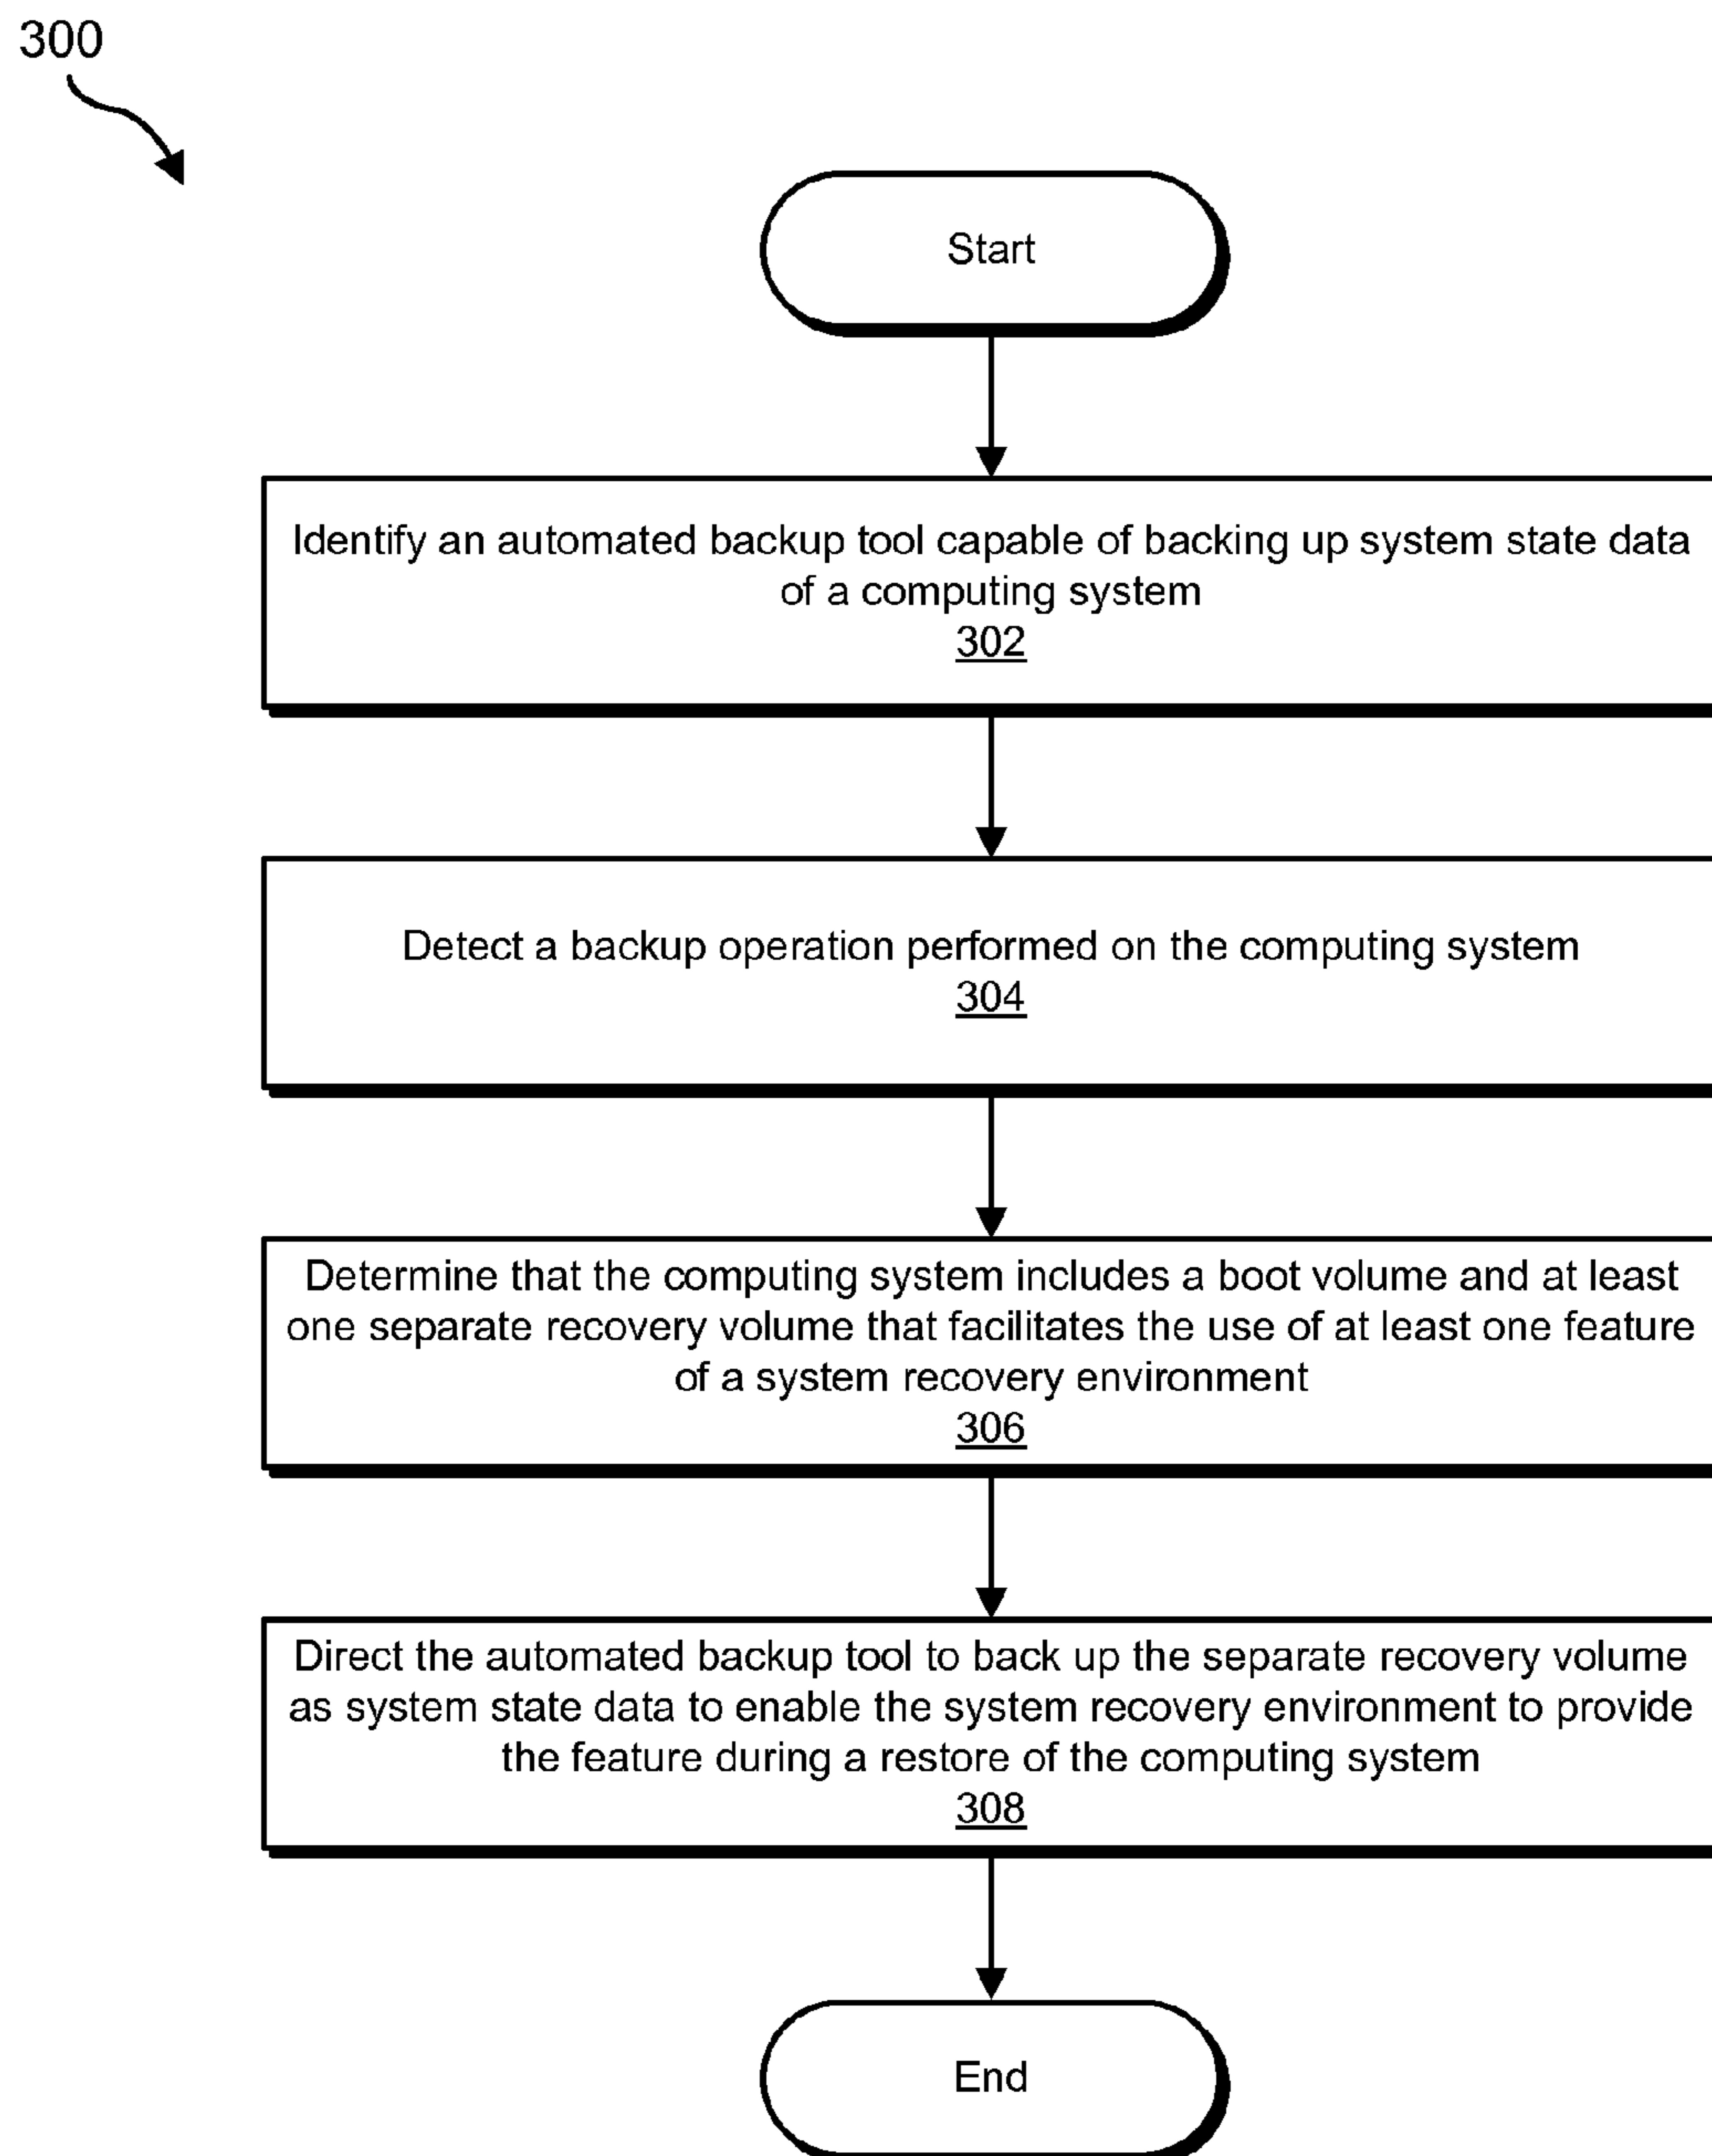 300
Start
Identify an automated backup tool capable of backing up system state data
of a computing system
302
Detect a backup operation performed on the computing system
304
Determine that the computing system includes a boot volume and at least
one separate recovery volume that facilitates the use of at least one feature
of a system recovery environment
306
Direct the automated backup tool to back up the separate recovery volume
as system state data to enable the system recovery environment to provide
the feature during a restore of the computing system
308
End